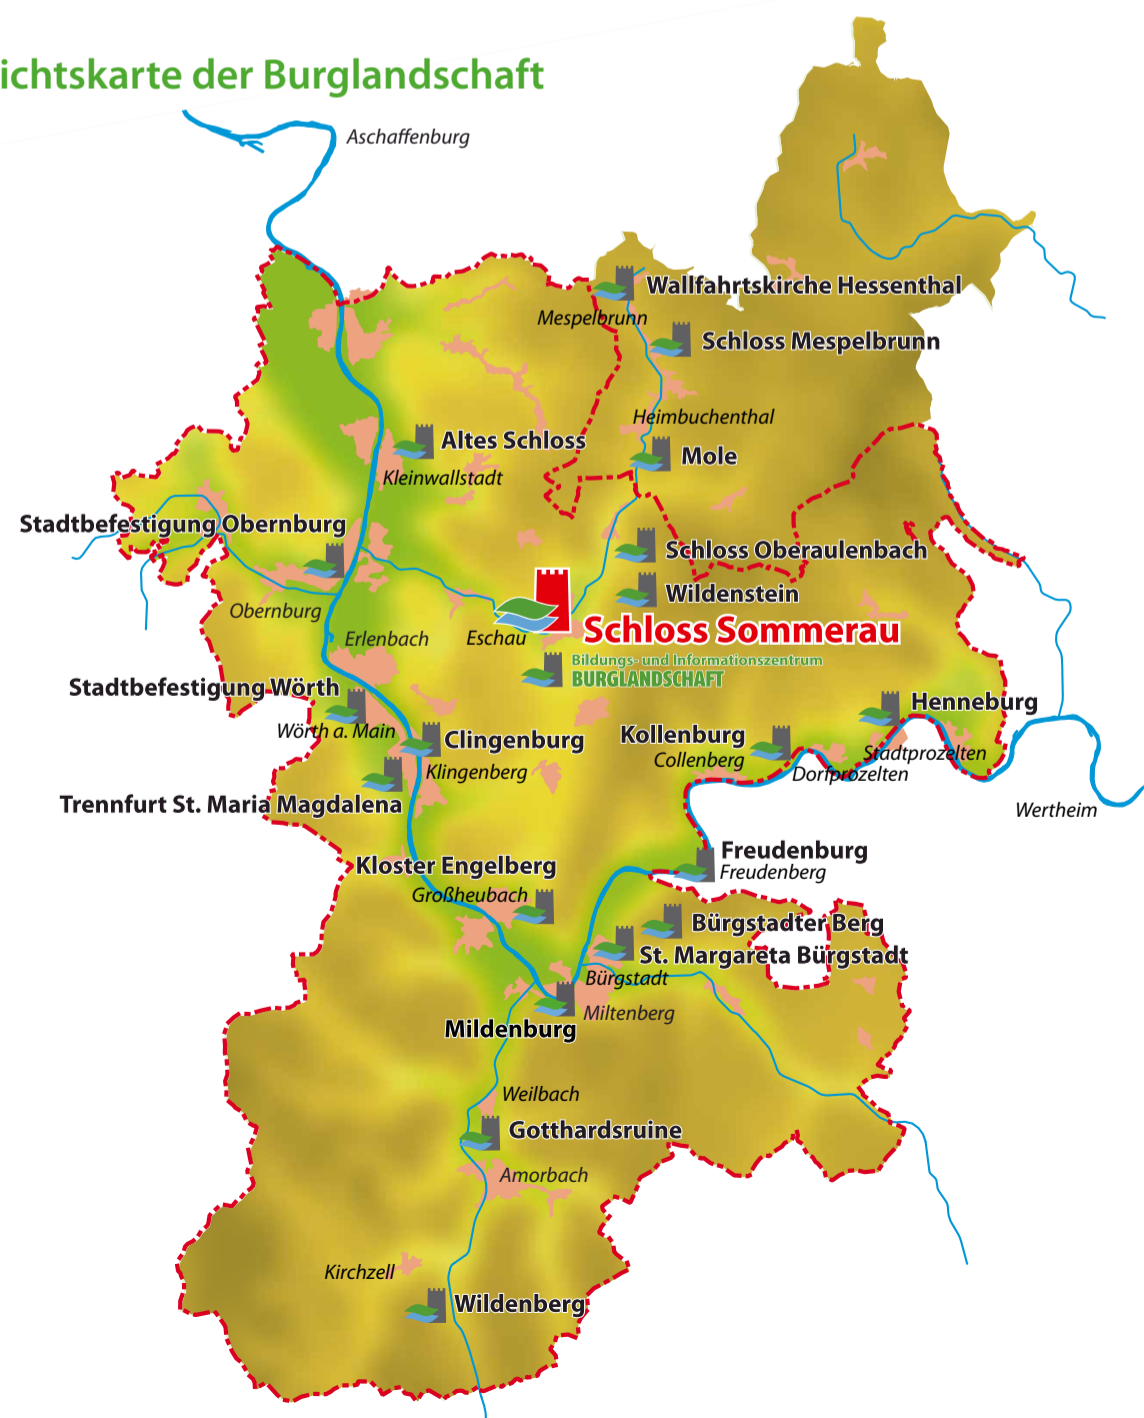 ichtskarte der Burglandschaft
Aschaffenburg
Wallfahrtskirche Hessenthal
Mespelbrunn
Schloss Mespelbrunn
Heimbuchenthal
Altes Schloss
Mole
Kleinwallstadt
Stadtbefestigung Obernburg
Schloss Oberaulenbach
Wildenstein
Obernburg
Erlenbach
Eschau
Schloss Sommerau
Bildungs- und Informationszentrum
BURGLANDSCHAFT
Stadtbefestigung Wörth
Henneburg
Wörth a. Main
Clingenburg
Kollenburg
Stadtprozelten
Collenberg
Klingenberg
Dorfprozelten
Trennfurt St. Maria Magdalena
Wertheim
Freudenburg
Freudenberg
Kloster Engelberg
Großheubach
Bürgstadter Berg
St. Margareta Bürgstadt
Bürgstadt
Miltenberg
Mildenburg
Weilbach
Gotthardsruine
Amorbach
Kirchzell
Wildenberg